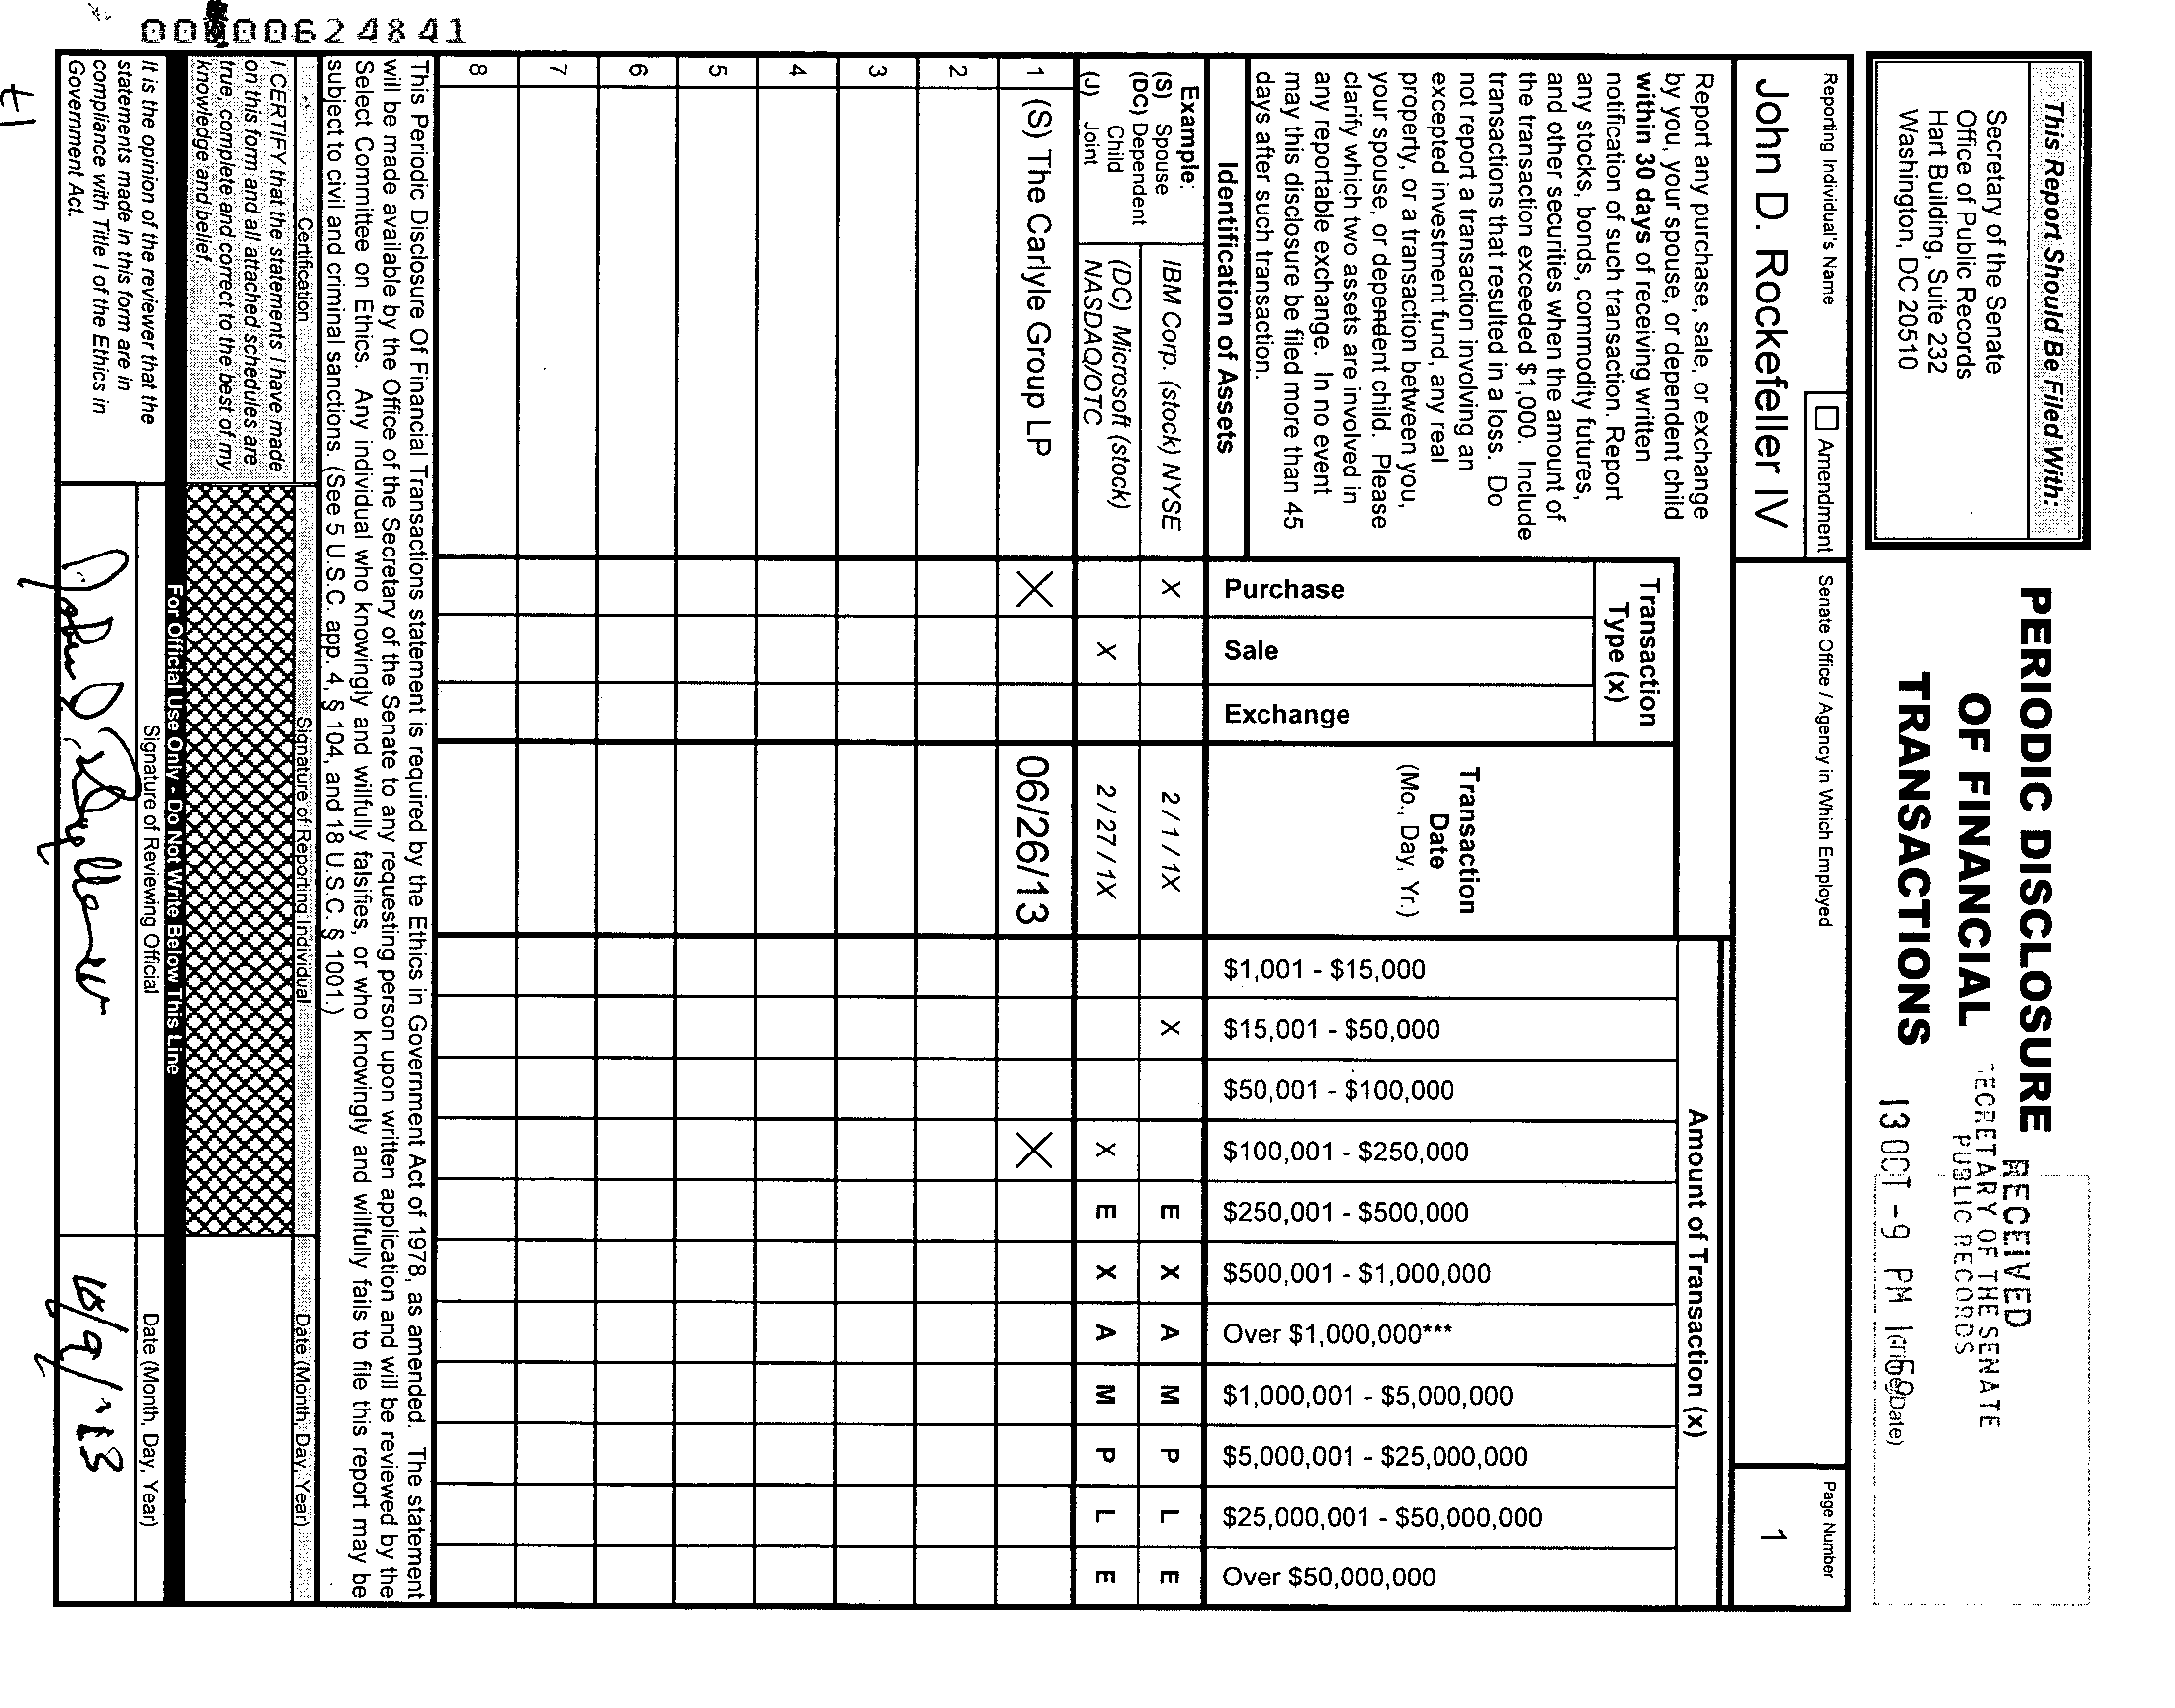 This Report Should Be Filed With:
Secretary of the Senate
Office of Public Records
Hart Building, Suite 232
Washington, DC 20510
PERIODIC DISCLOSURE
OF FINANCIAL
TRANSACTIONS
RECEIVED
SECRETARY OF THE SENATE
PUBLIC RECORDS
13 OCT -9 PM
Reporting Individual's Name
Amendment
John D. Rockefeller IV
Senate Office / Agency in Which Employed
Page Number
1
Report any purchase, sale, or exchange
by you, your spouse, or dependent child
within 30 days of receiving written
notification of such transaction. Report
any stocks, bonds, commodity futures,
and other securities when the amount of
the transaction exceeded $1,000. Include
transactions that resulted in a loss. Do
not report a transaction involving an
excepted investment fund, any real
property, or a transaction between you,
your spouse, or dependent child. Please
clarify which two assets are involved in
any reportable exchange. In no event
may this disclosure be filed more than 45
days after such transaction.
Identification of Assets
Transaction
Type (x)
Purchase
Sale
Exchange
Transaction
Date
(Mo., Day, Yr.)
Amount of Transaction (x)
$1,001 - $15,000
$15,001 - $50,000
$50,001 - $100,000
$100,001 - $250,000
$250,001 - $500,000
$500,001 - $1,000,000
Over $1,000,000***
$1,000,001 - $5,000,000
$5,000,001 - $25,000,000
$25,000,001 - $50,000,000
Over $50,000,000
Example:
(S) Spouse
(DC) Dependent
Child
(J) Joint
IBM Corp. (stock) NYSE X 2 / 1 / 1X X E X A M P L E
(DC) Microsoft (stock)
NASDAQ/OTC X 2 / 27 / 1X X E X A M P L E
1 (S) The Carlyle Group LP X 06/26/13 X
2
3
4
5
6
7
8
This Periodic Disclosure Of Financial Transactions statement is required by the Ethics in Government Act of 1978, as amended. The statement
will be made available by the Office of the Secretary of the Senate to any requesting person upon written application and will be reviewed by the
Select Committee on Ethics. Any individual who knowingly and willfully falsifies, or who knowingly and willfully fails to file this report may be
subject to civil and criminal sanctions. (See 5 U.S.C. app. 4, § 104, and 18 U.S.C. § 1001.)
Certification
Signature of Reporting Individual
Date (Month, Day, Year)
I CERTIFY that the statements I have made
on this form and all attached schedules are
true, complete and correct to the best of my
knowledge and belief.
For Official Use Only - Do Not Write Below This Line
It is the opinion of the reviewer that the
statements made in this form are in
compliance with Title I of the Ethics in
Government Act.
Signature of Reviewing Official
Date (Month, Day, Year)
10/9/13